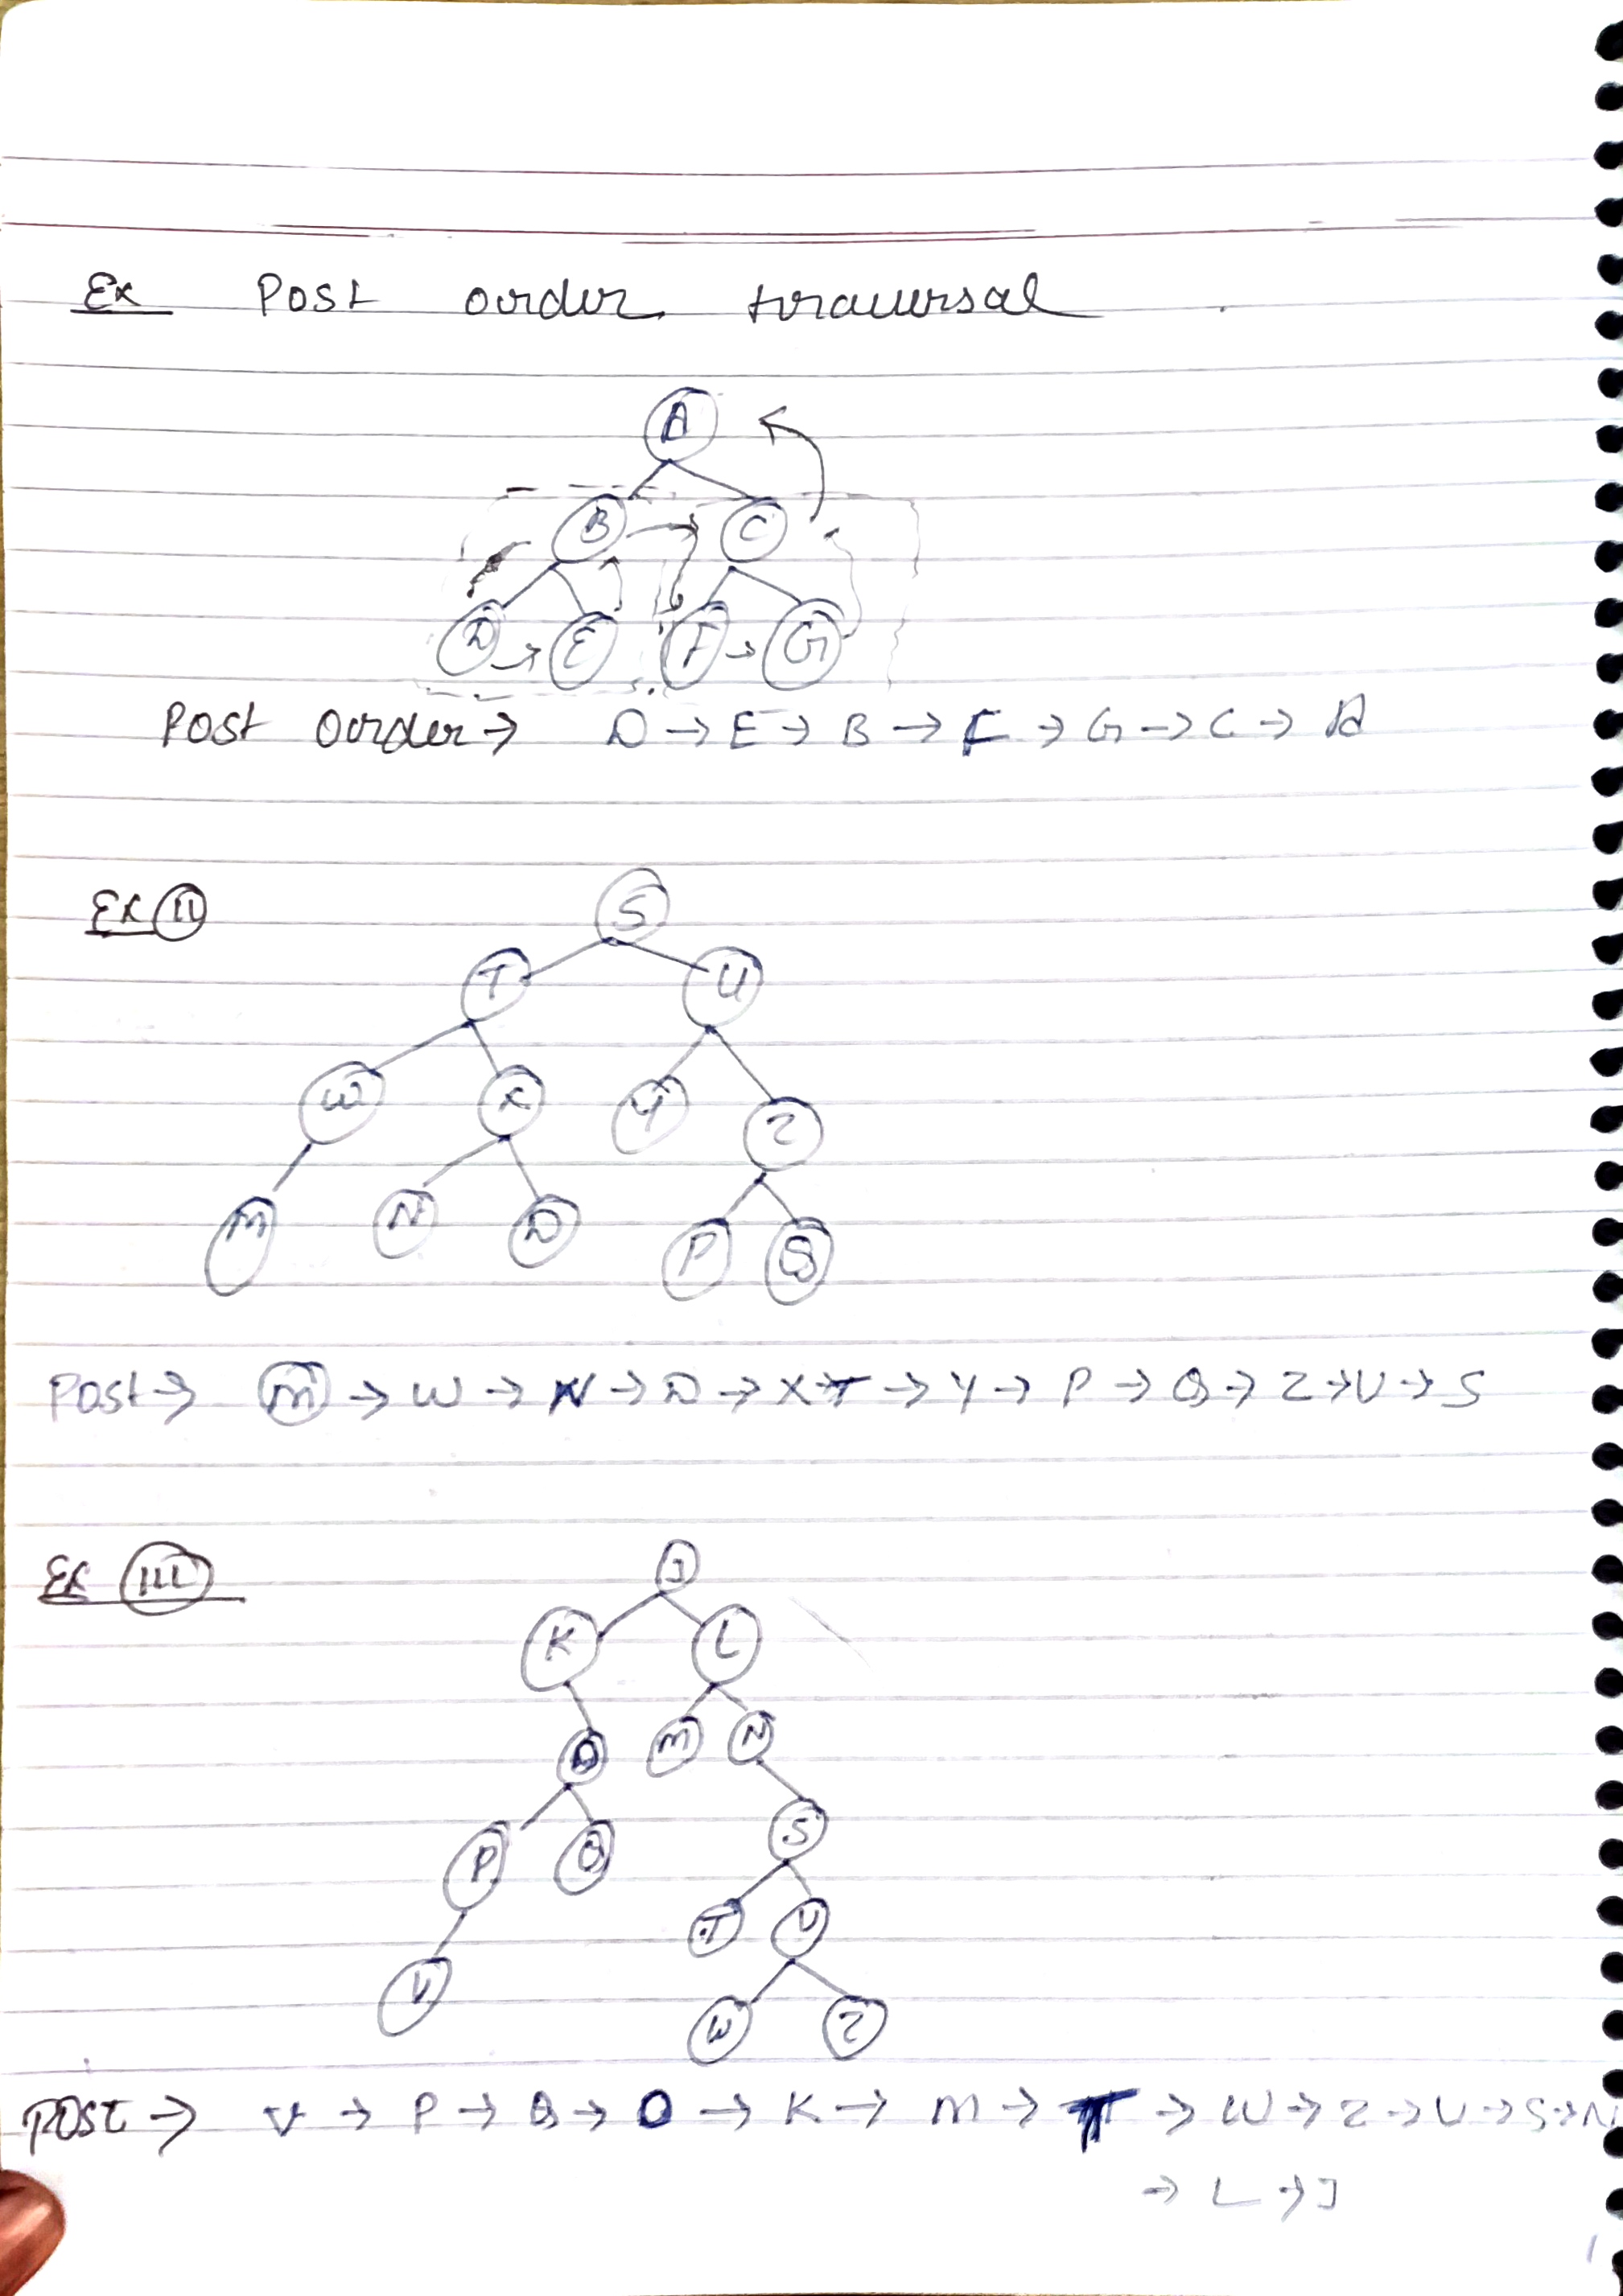 Ex Post order traversal
A
B C
D E F G
Post Order → D → E → B → F → G → C → A
Ex II
S
T U
W X Y Z
M N D P Q
Post → M → W → N → D → X → T → Y → P → Q → Z → U → S
Ex III
J
K L
O M N
P Q S
T U
V W Z
POST → V → P → Q → O → K → M → T → W → Z → U → S → N
→ L → J